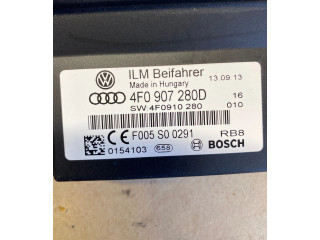 ILM Beifahrer
Made in Hungary
13.09.13
4F0 907 280D 16
SW:4F0910 280 010
F005 S0 0291 RB8
0154103 658 BOSCH